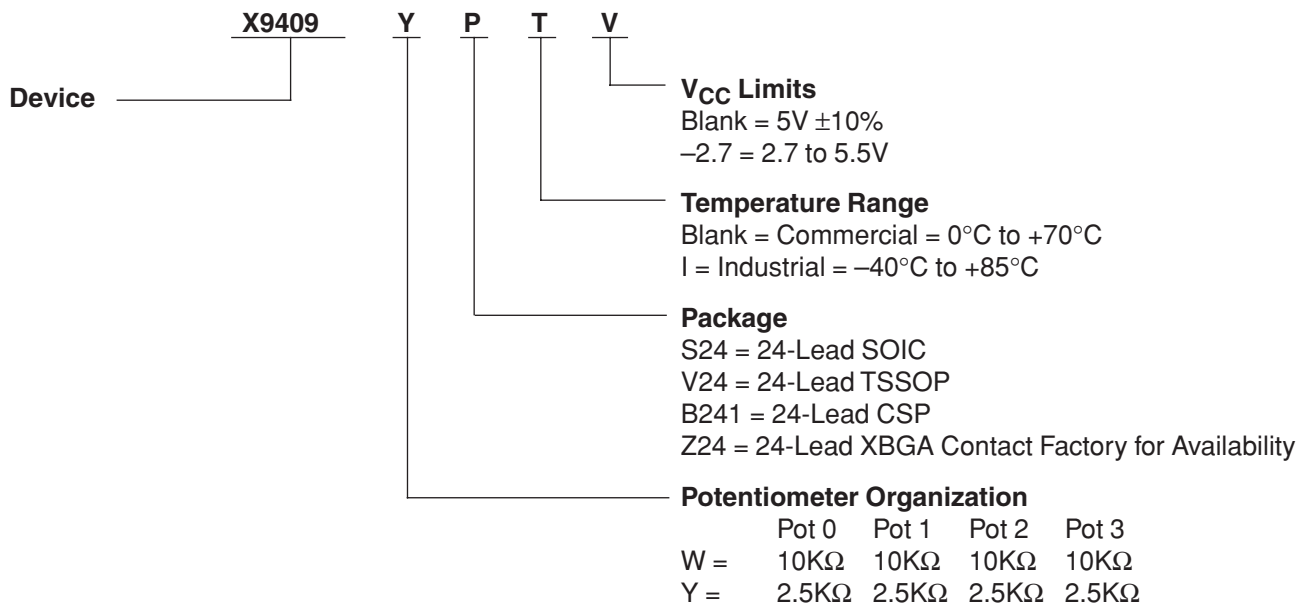 X9409 Y P T V
Device
VCC Limits
Blank = 5V ±10%
–2.7 = 2.7 to 5.5V
Temperature Range
Blank = Commercial = 0°C to +70°C
I = Industrial = –40°C to +85°C
Package
S24 = 24-Lead SOIC
V24 = 24-Lead TSSOP
B241 = 24-Lead CSP
Z24 = 24-Lead XBGA Contact Factory for Availability
Potentiometer Organization
Pot 0 Pot 1 Pot 2 Pot 3
W = 10KΩ 10KΩ 10KΩ 10KΩ
Y = 2.5KΩ 2.5KΩ 2.5KΩ 2.5KΩ